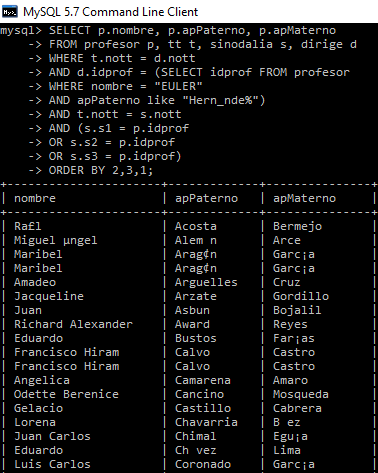 MySQL 5.7 Command Line Client
mysql> SELECT p.nombre, p.apPaterno, p.apMaterno
-> FROM profesor p, tt t, sinodalia s, dirige d
-> WHERE t.nott = d.nott
-> AND d.idprof = (SELECT idprof FROM profesor
-> WHERE nombre = "EULER"
-> AND apPaterno like "Hern_nde%")
-> AND t.nott = s.nott
-> AND (s.s1 = p.idprof
-> OR s.s2 = p.idprof
-> OR s.s3 = p.idprof)
-> ORDER BY 2,3,1;
| nombre | apPaterno | apMaterno
| Ra£l | Acosta | Bermejo
| Miguel µngel | Alem n | Arce
| Maribel | Arag¢n | Garc¡a
| Maribel | Arag¢n | Garc¡a
| Amadeo | Arguelles | Cruz
| Jacqueline | Arzate | Gordillo
| Juan | Asbun | Bojalil
| Richard Alexander | Award | Reyes
| Eduardo | Bustos | Far¡as
| Francisco Hiram | Calvo | Castro
| Francisco Hiram | Calvo | Castro
| Angelica | Camarena | Amaro
| Odette Berenice | Cancino | Mosqueda
| Gelacio | Castillo | Cabrera
| Lorena | Chavarria | B ez
| Juan Carlos | Chimal | Egu¡a
| Eduardo | Ch vez | Lima
| Luis Carlos | Coronado | Garc¡a